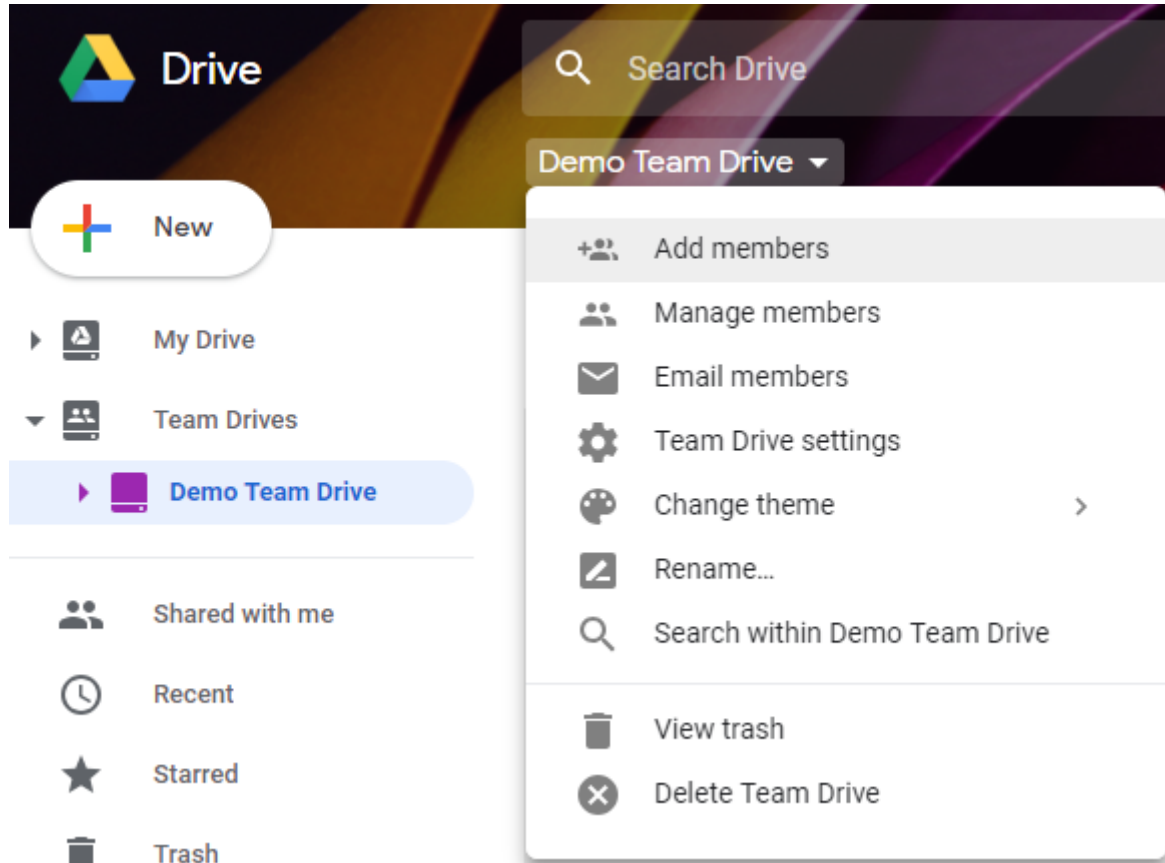 Drive
Search Drive
Demo Team Drive
New
My Drive
Team Drives
Demo Team Drive
Shared with me
Recent
Starred
Trash
Add members
Manage members
Email members
Team Drive settings
Change theme
Rename...
Search within Demo Team Drive
View trash
Delete Team Drive